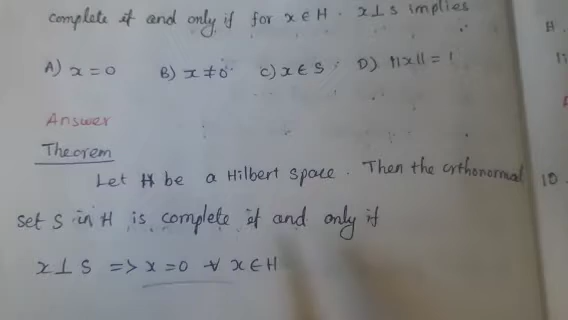 complete if and only if for x ∈ H. x ⊥ s implies
A) x = 0 B) x ≠ 0 C) x ∈ S D) ||x|| = 1
Answer
Theorem
Let H be a Hilbert space. Then the orthonormal
set S in H is complete if and only if
x ⊥ S => x = 0 ∀ x ∈ H
H.
10.